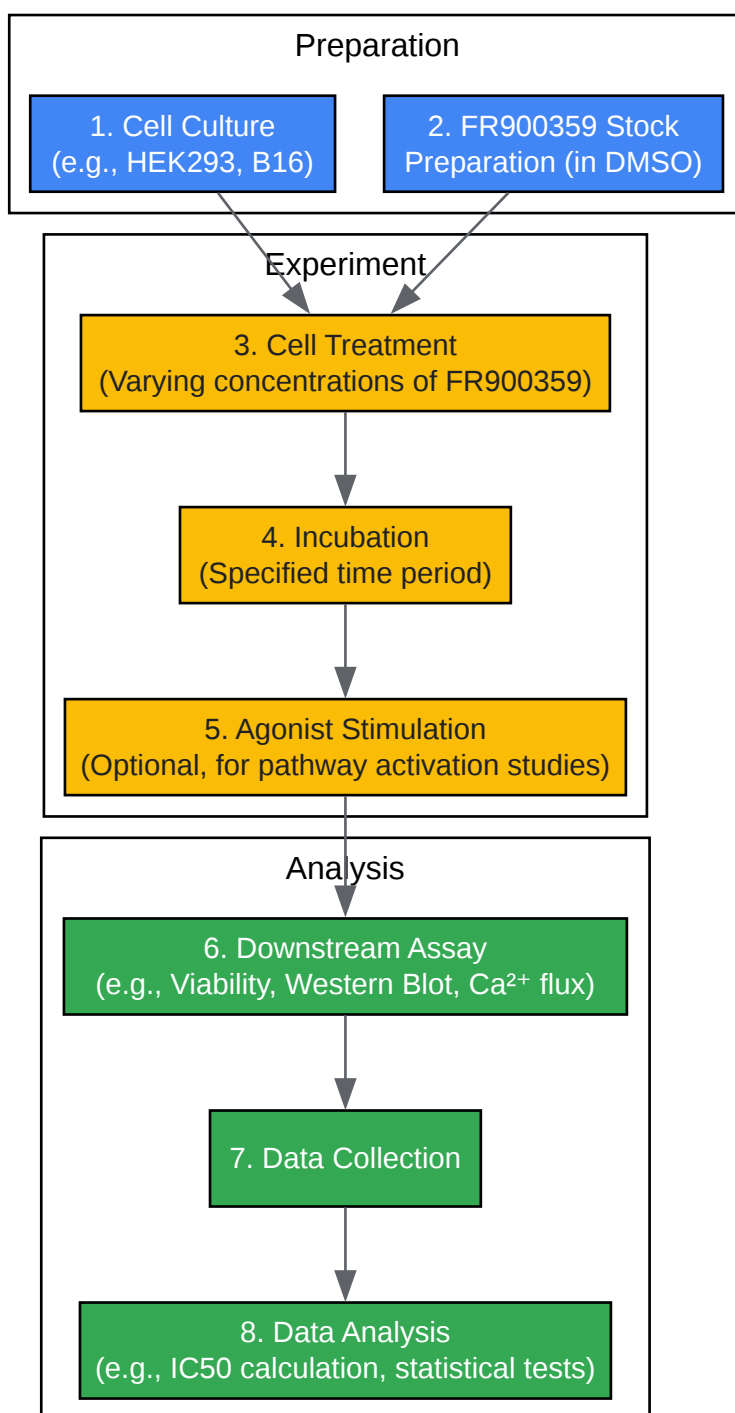 Preparation
1. Cell Culture
(e.g., HEK293, B16)
2. FR900359 Stock
Preparation (in DMSO)
Experiment
3. Cell Treatment
(Varying concentrations of FR900359)
4. Incubation
(Specified time period)
5. Agonist Stimulation
(Optional, for pathway activation studies)
Analysis
6. Downstream Assay
(e.g., Viability, Western Blot, Ca²⁺ flux)
7. Data Collection
8. Data Analysis
(e.g., IC50 calculation, statistical tests)